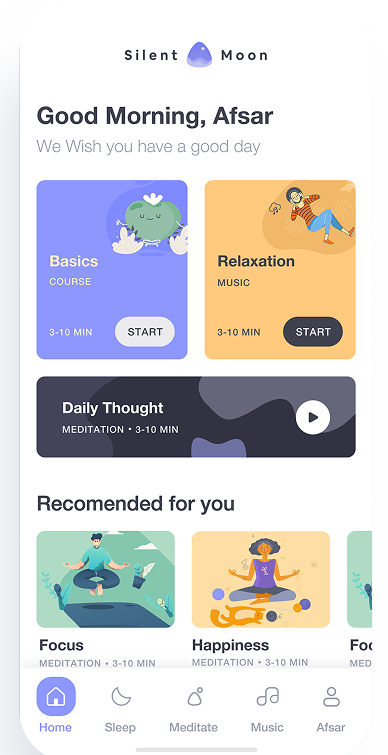 Silent Moon
Good Morning, Afsar
We Wish you have a good day
Basics
COURSE
3-10 MIN
START
Relaxation
MUSIC
3-10 MIN
START
Daily Thought
MEDITATION • 3-10 MIN
Recomended for you
Focus
MEDITATION • 3-10 MIN
Happiness
MEDITATION • 3-10 MIN
Home
Sleep
Meditate
Music
Afsar